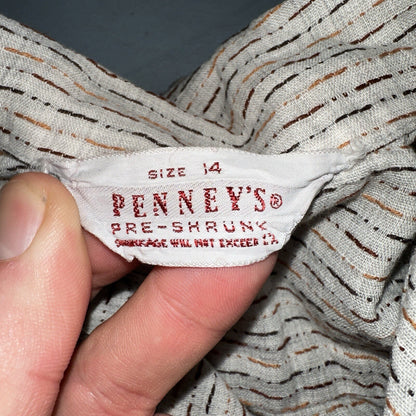 SIZE 14
PENNEY'S®
PRE-SHRUNK
SHRINKAGE WILL NOT EXCEED 1%